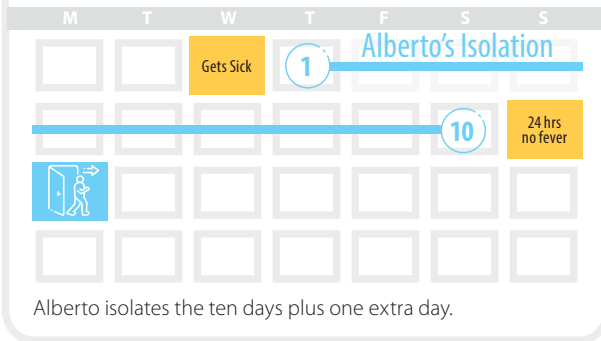 M T W T F S S
Alberto's Isolation
Gets Sick
1
10
24 hrs
no fever
Alberto isolates the ten days plus one extra day.